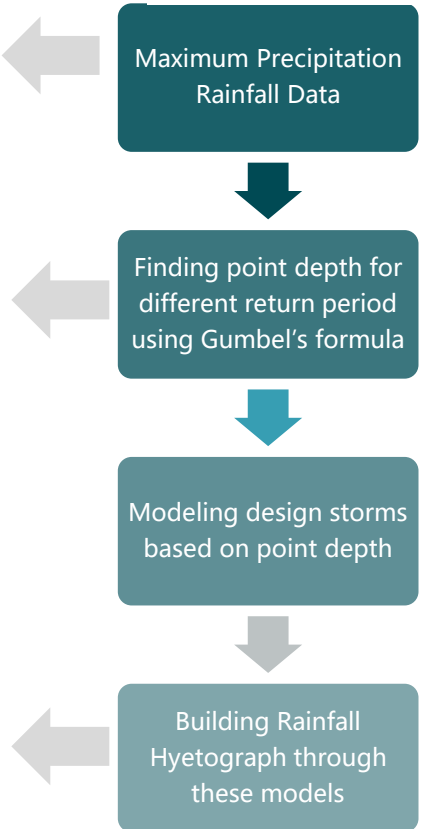 Maximum Precipitation
Rainfall Data
Finding point depth for
different return period
using Gumbel’s formula
Modeling design storms
based on point depth
Building Rainfall
Hyetograph through
these models